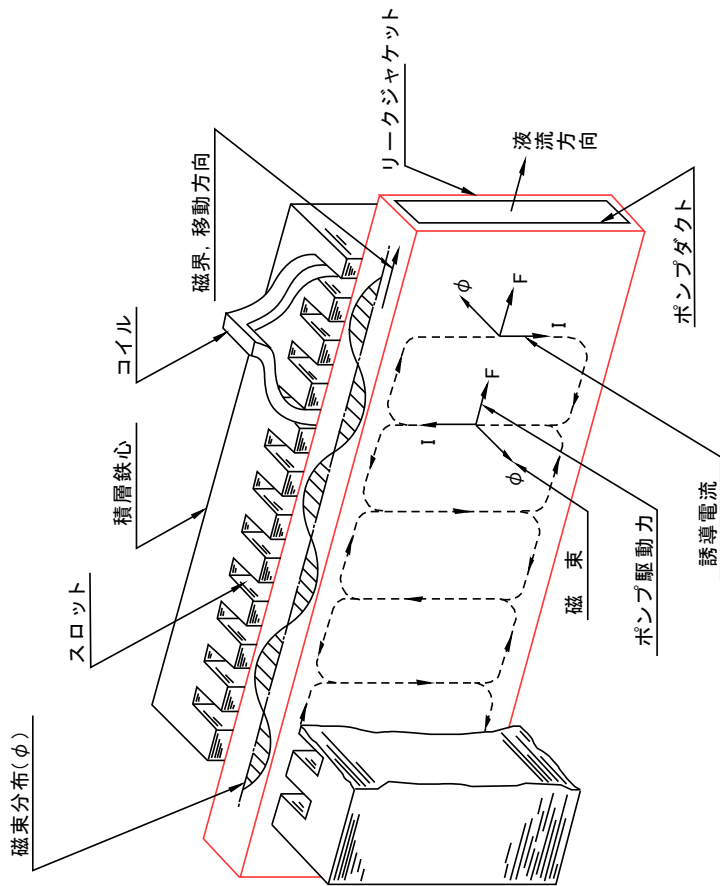 磁束分布(φ)
スロット
積層鉄心
コイル
磁界,移動方向
リークジャケット
液流
方向
ポンプダクト
φ
F
I
F
I
φ
磁　束
ポンプ駆動力
誘導電流